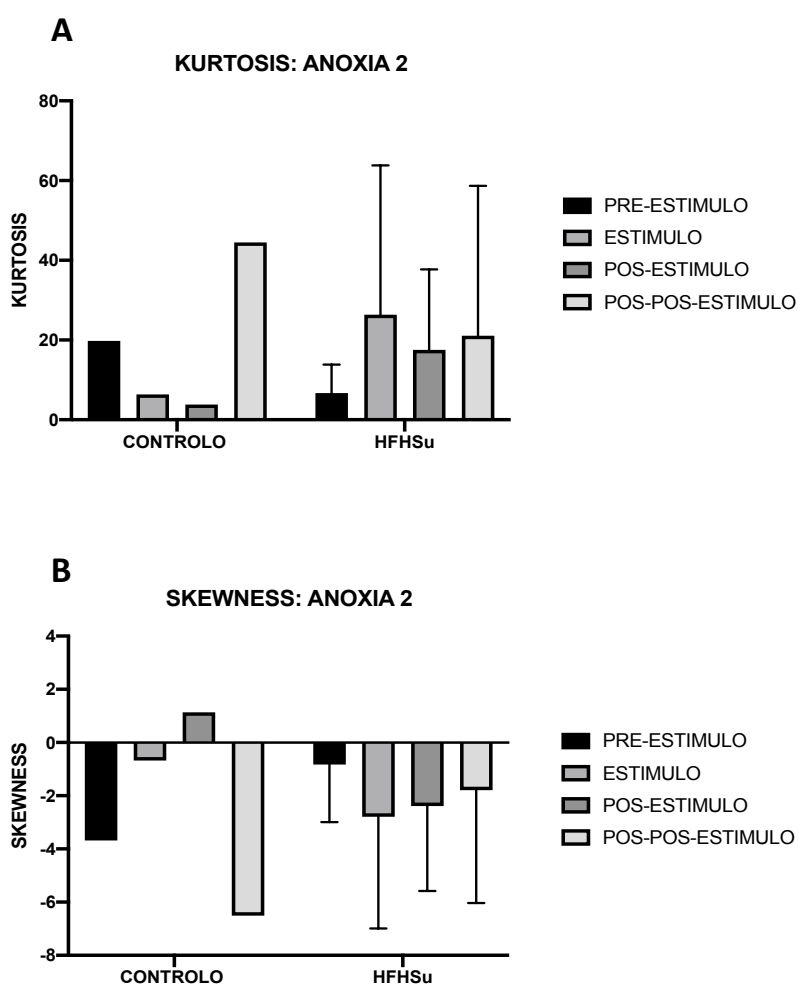 A
KURTOSIS: ANOXIA 2
80
60
40
20
0
KURTOSIS
CONTROLO
HFHSu
PRE-ESTIMULO
ESTIMULO
POS-ESTIMULO
POS-POS-ESTIMULO
B
SKEWNESS: ANOXIA 2
4
2
0
-2
-4
-6
-8
SKEWNESS
CONTROLO
HFHSu
PRE-ESTIMULO
ESTIMULO
POS-ESTIMULO
POS-POS-ESTIMULO